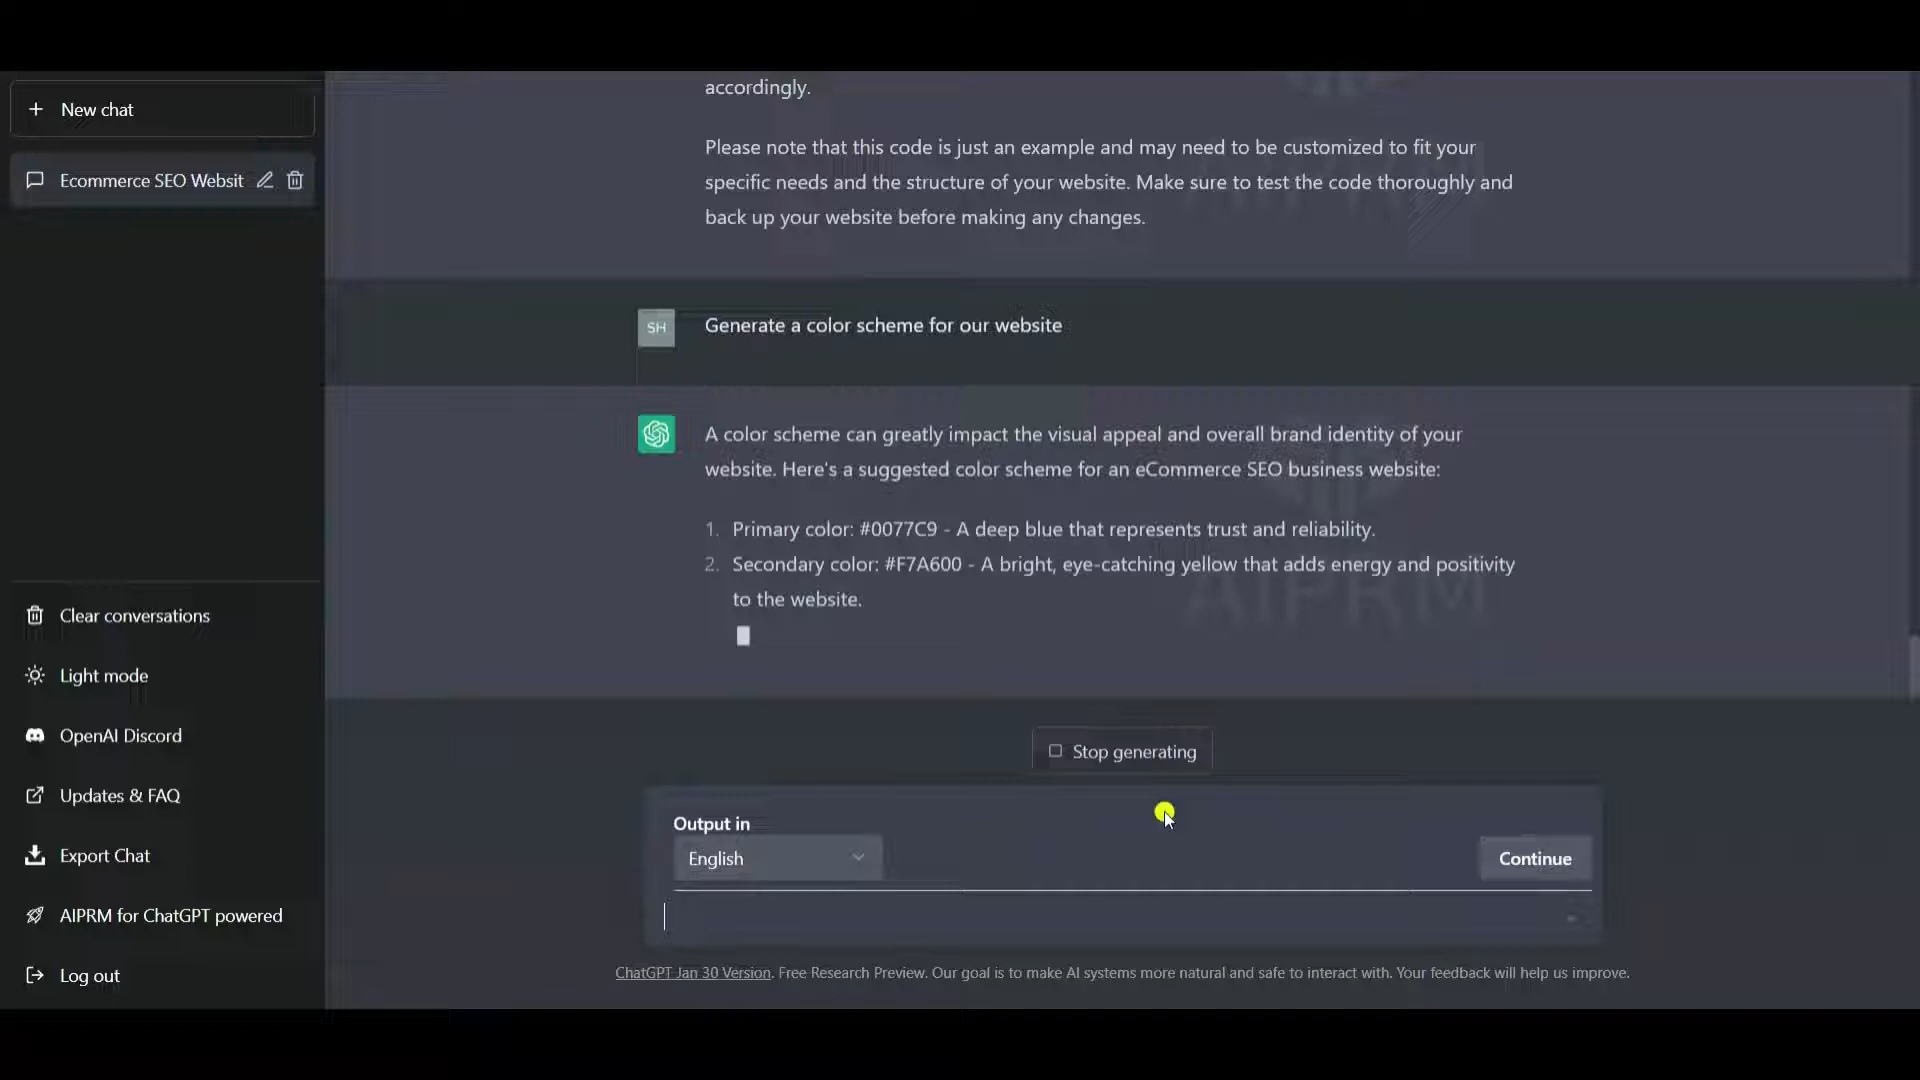 New chat
Ecommerce SEO Websit
Clear conversations
Light mode
OpenAI Discord
Updates & FAQ
Export Chat
AIPRM for ChatGPT powered
Log out
accordingly.
Please note that this code is just an example and may need to be customized to fit your
specific needs and the structure of your website. Make sure to test the code thoroughly and
back up your website before making any changes.
SH
Generate a color scheme for our website
A color scheme can greatly impact the visual appeal and overall brand identity of your
website. Here's a suggested color scheme for an eCommerce SEO business website:
1. Primary color: #0077C9 - A deep blue that represents trust and reliability.
2. Secondary color: #F7A600 - A bright, eye-catching yellow that adds energy and positivity
to the website.
AIPRM
Stop generating
Output in
English
Continue
ChatGPT Jan 30 Version. Free Research Preview. Our goal is to make AI systems more natural and safe to interact with. Your feedback will help us improve.